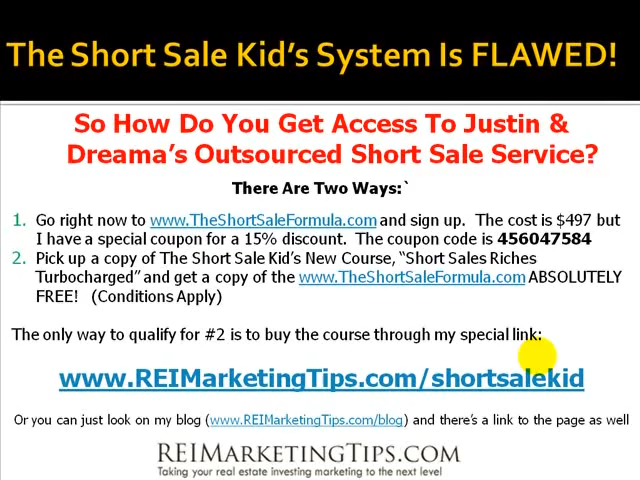 The Short Sale Kid's System Is FLAWED!
So How Do You Get Access To Justin &
Dreama's Outsourced Short Sale Service?
There Are Two Ways:`
1. Go right now to www.TheShortSaleFormula.com and sign up. The cost is $497 but
I have a special coupon for a 15% discount. The coupon code is 456047584
2. Pick up a copy of The Short Sale Kid's New Course, "Short Sales Riches
Turbocharged" and get a copy of the www.TheShortSaleFormula.com ABSOLUTELY
FREE! (Conditions Apply)
The only way to qualify for #2 is to buy the course through my special link:
www.REIMarketingTips.com/shortsalekid
Or you can just look on my blog (www.REIMarketingTips.com/blog) and there's a link to the page as well
REIMARKETINGTIPS.COM
Taking your real estate investing marketing to the next level